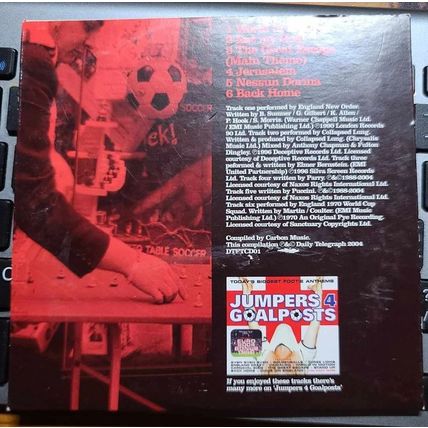 3 The Great Escape
(Main Theme)
4 Jerusalem
5 Nessun Dorma
6 Back Home
Track one performed by England New Order.
Written by B. Sumner / G. Gilbert / K. Allen /
P. Hook / S. Morris. (Warner Chappell Music Ltd.
/ EMI Music Publishing Ltd.) ℗1990 London Records
90 Ltd. Track two performed by Collapsed Lung.
Written and produced by Collapsed Lung. (Chrysalis
Music Ltd.) Mixed by Anthony Chapman & Fulton
Dingley. ℗1996 Deceptive Records Ltd. Licensed
courtesy of Deceptive Records Ltd. Track three
performed & written by Elmer Bernstein. (EMI
United Partnership) ℗1996 Silva Screen Records
Ltd. Track four written by Parry. ℗&©1988-2004
Licensed courtesy of Naxos Rights International Ltd.
Track five written by Puccini. ℗&©1988-2004
Licensed courtesy of Naxos Rights International Ltd.
Track six performed by England 1970 World Cup
Squad. Written by Martin / Coulter. (EMI Music
Publishing Ltd.) ℗1970 An Original Pye Recording.
Licensed courtesy of Sanctuary Copyrights Ltd.
Compiled by Carbon Music.
This compilation ℗&© Daily Telegraph 2004
DTFTCD01
SOCCER
TABLE SOCCER
TODAY'S BIGGEST FOOTIE ANTHEMS
JUMPERS 4
GOALPOSTS
If you enjoyed these tracks there's
many more on 'Jumpers 4 Goalposts'